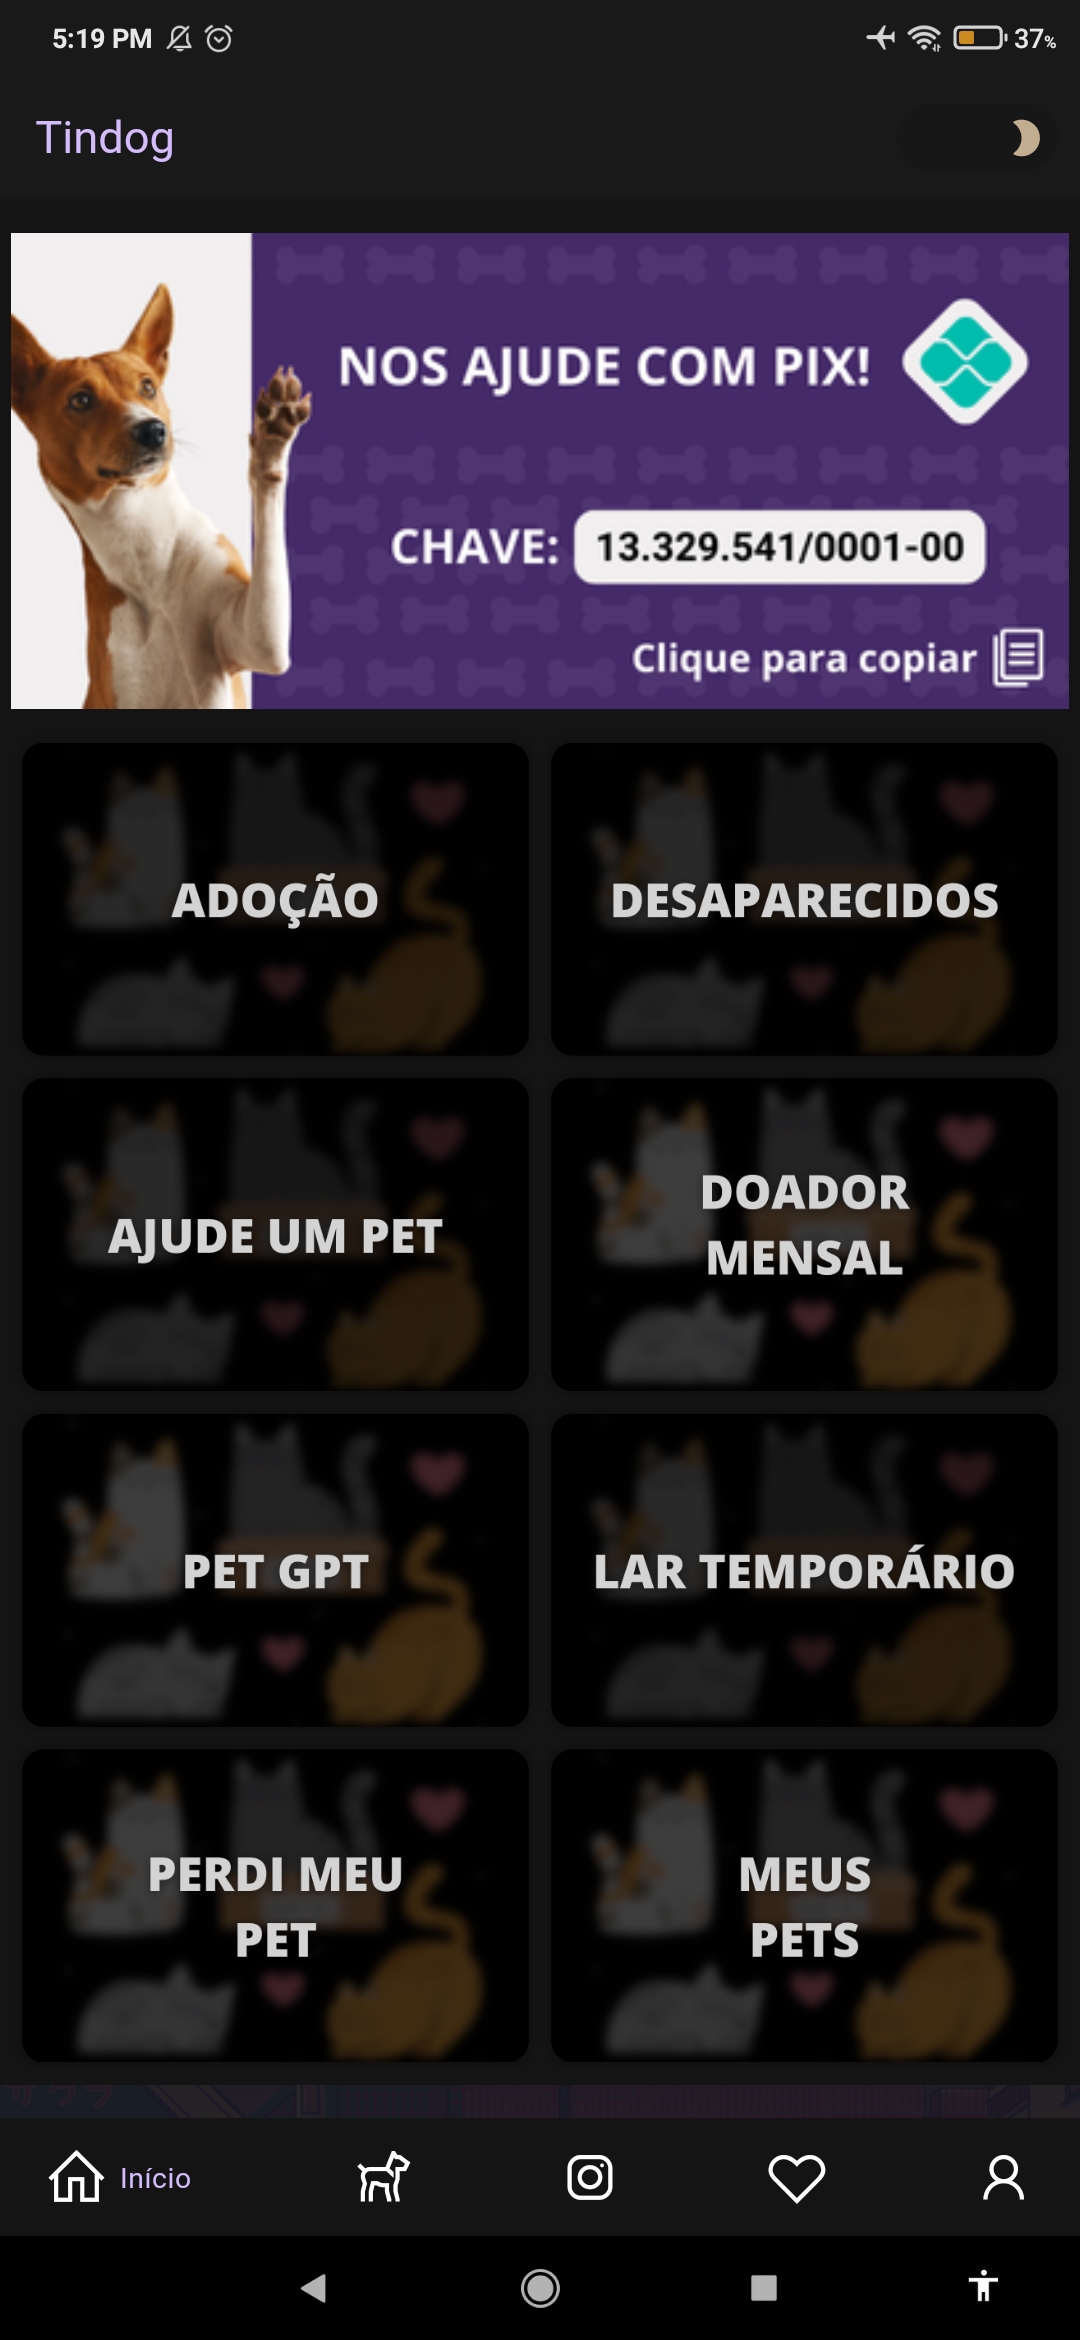 5:19 PM
37%
Tindog
NOS AJUDE COM PIX!
CHAVE: 13.329.541/0001-00
Clique para copiar
ADOÇÃO
DESAPARECIDOS
AJUDE UM PET
DOADOR
MENSAL
PET GPT
LAR TEMPORÁRIO
PERDI MEU
PET
MEUS
PETS
Início